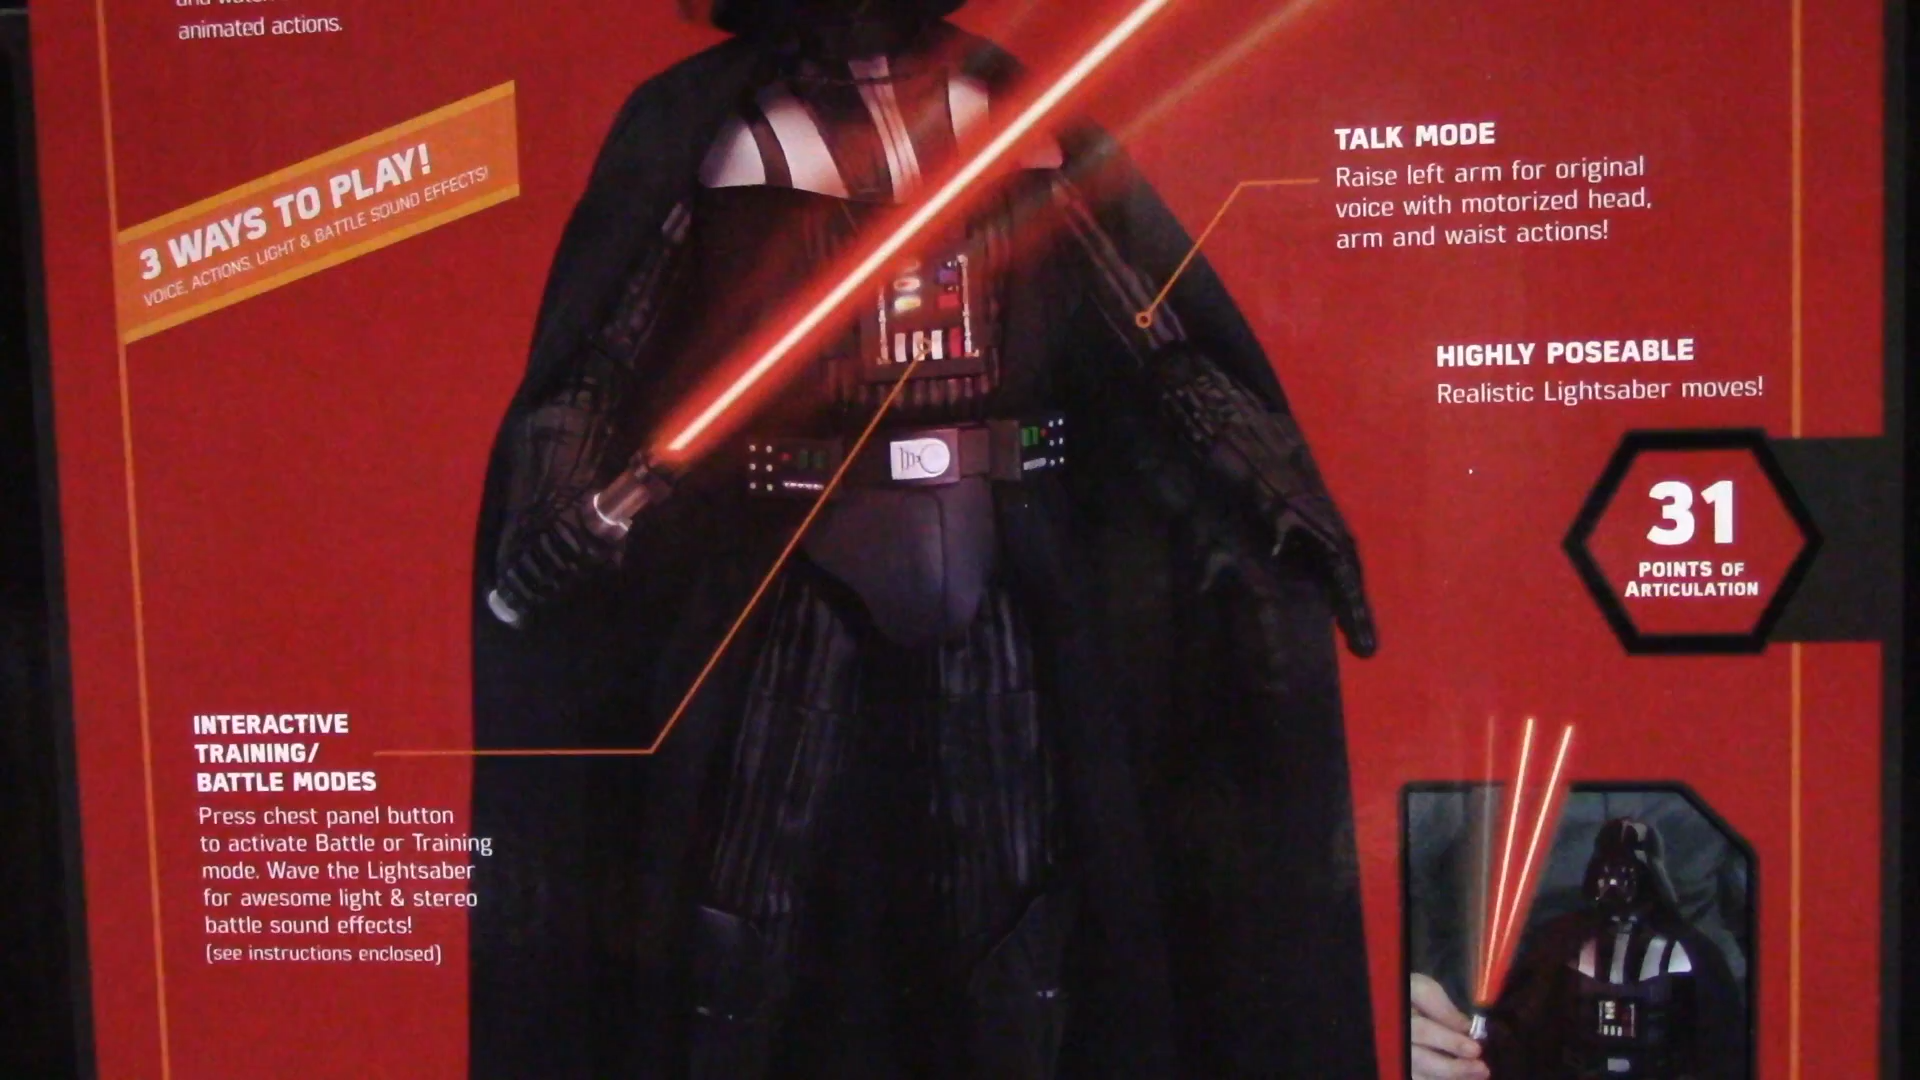 animated actions.
3 WAYS TO PLAY!
VOICE, ACTIONS, LIGHT & BATTLE SOUND EFFECTS!
TALK MODE
Raise left arm for original
voice with motorized head,
arm and waist actions!
HIGHLY POSEABLE
Realistic Lightsaber moves!
31
POINTS OF
ARTICULATION
INTERACTIVE
TRAINING/
BATTLE MODES
Press chest panel button
to activate Battle or Training
mode. Wave the Lightsaber
for awesome light & stereo
battle sound effects!
(see instructions enclosed)